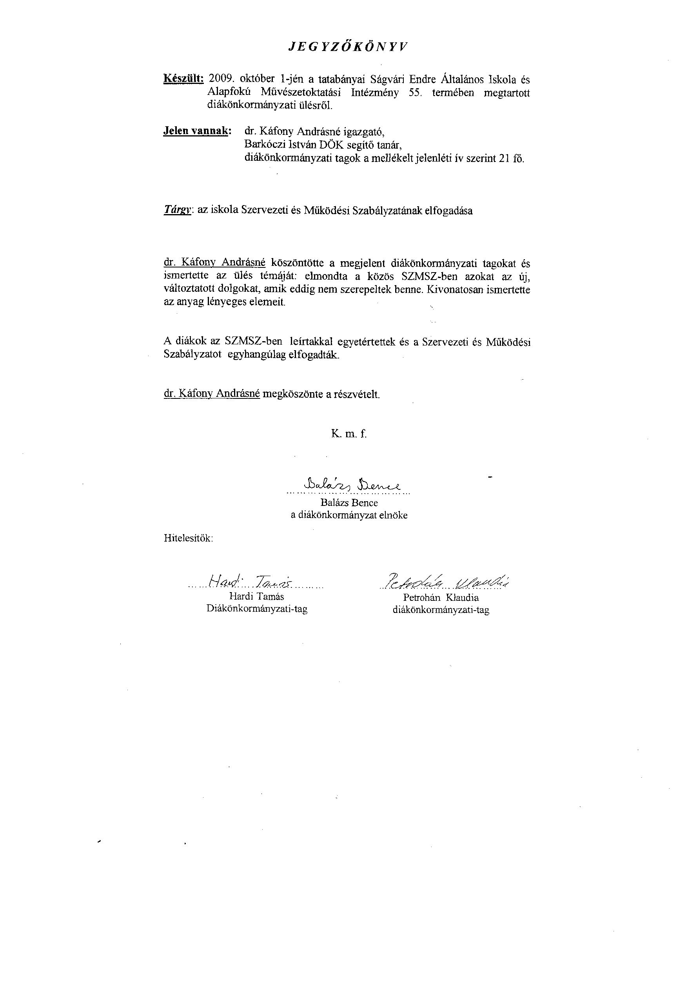 JEGYZŐKÖNYV
Készült: 2009. október 1-jén a tatabányai Ságvári Endre Általános Iskola és
Alapfokú Művészetoktatási Intézmény 55. termében megtartott
diákönkormányzati ülésről.
Jelen vannak: dr. Káfony Andrásné igazgató,
Barkóczi István DÖK segítő tanár,
diákönkormányzati tagok a mellékelt jelenléti ív szerint 21 fő.
Tárgy: az iskola Szervezeti és Működési Szabályzatának elfogadása
dr. Káfony Andrásné köszöntötte a megjelent diákönkormányzati tagokat és
ismertette az ülés témáját: elmondta a közös SZMSZ-ben azokat az új,
változtatott dolgokat, amik eddig nem szerepeltek benne. Kivonatosan ismertette
az anyag lényeges elemeit.
A diákok az SZMSZ-ben leírtakkal egyetértettek és a Szervezeti és Működési
Szabályzatot egyhangúlag elfogadták.
dr. Káfony Andrásné megköszönte a részvételt.
K. m. f.
Balázs Bence
Balázs Bence
a diákönkormányzat elnöke
Hitelesítők:
Hardi Tamás Petrohán Klaudia
Hardi Tamás Petrohán Klaudia
Diákönkormányzati-tag diákönkormányzati-tag